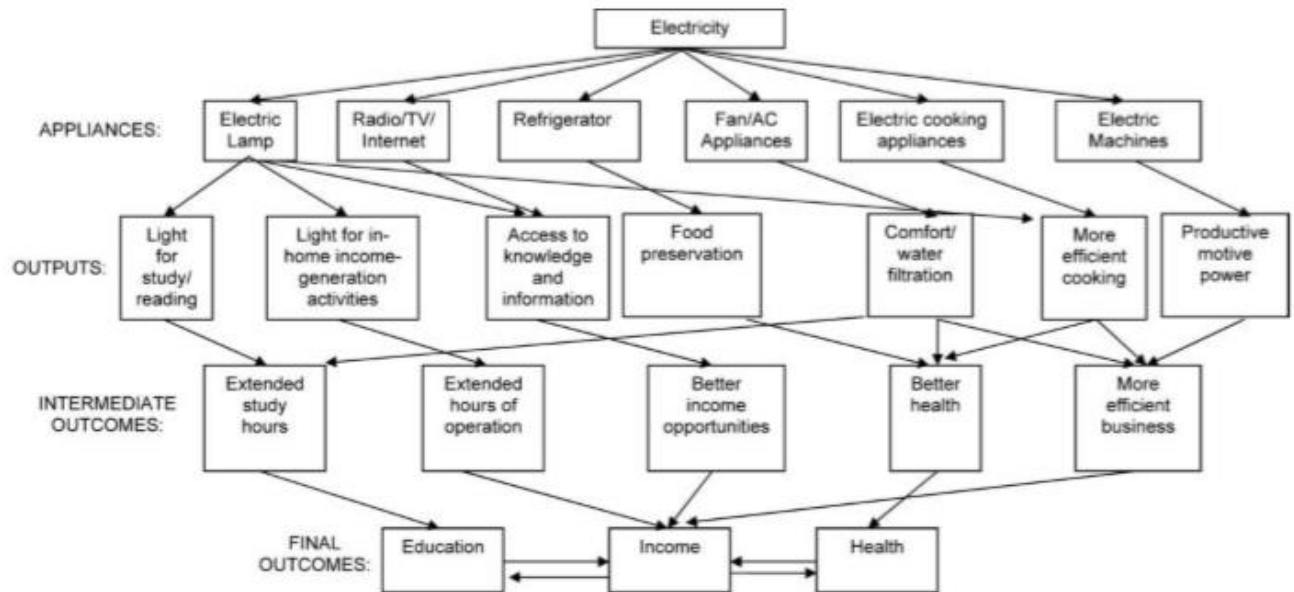 Electricity
APPLIANCES:
Electric
Lamp
Radio/TV/
Internet
Refrigerator
Fan/AC
Appliances
Electric cooking
appliances
Electric
Machines
OUTPUTS:
Light
for
study/
reading
Light for in-
home income-
generation
activities
Access to
knowledge
and
information
Food
preservation
Comfort/
water
filtration
More
efficient
cooking
Productive
motive
power
INTERMEDIATE
OUTCOMES:
Extended
study
hours
Extended
hours of
operation
Better
income
opportunities
Better
health
More
efficient
business
FINAL
OUTCOMES:
Education
Income
Health